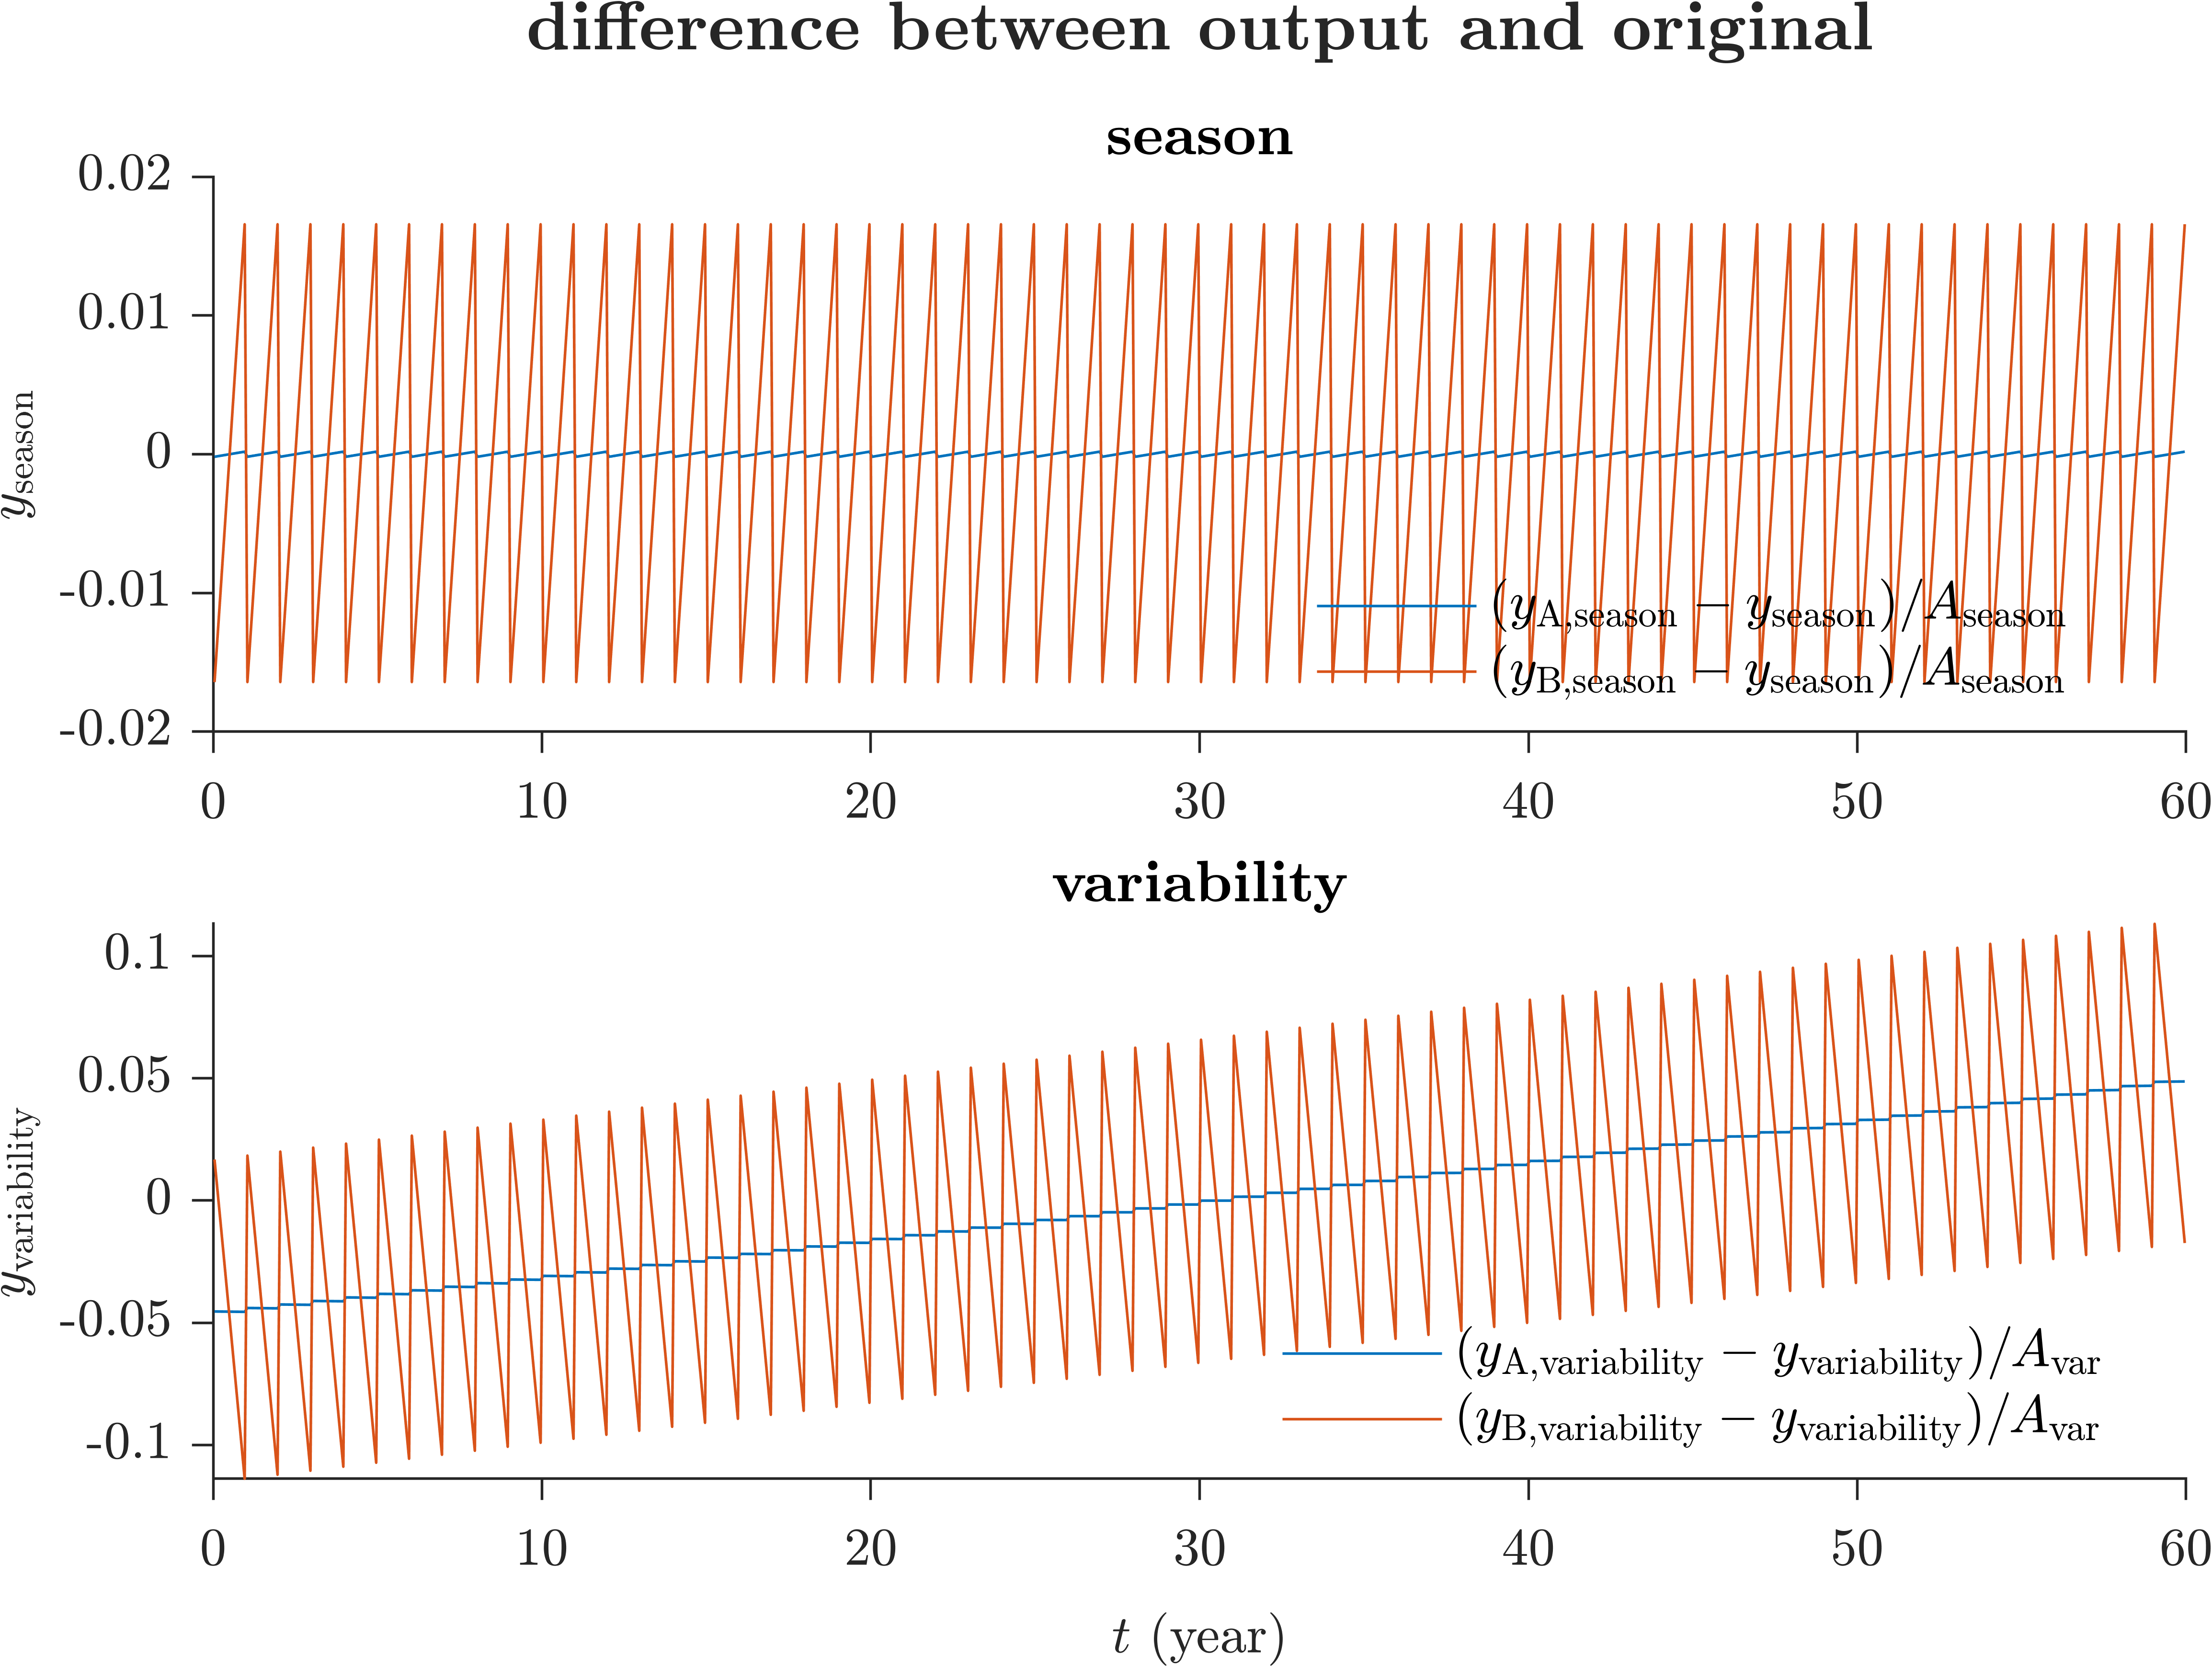 difference between output and original
season
0.02
0.01
0
-0.01
-0.02
y_season
(y_A,season − y_season)/A_season
(y_B,season − y_season)/A_season
0 10 20 30 40 50 60
variability
0.1
0.05
0
-0.05
-0.1
y_variability
(y_A,variability − y_variability)/A_var
(y_B,variability − y_variability)/A_var
0 10 20 30 40 50 60
t (year)